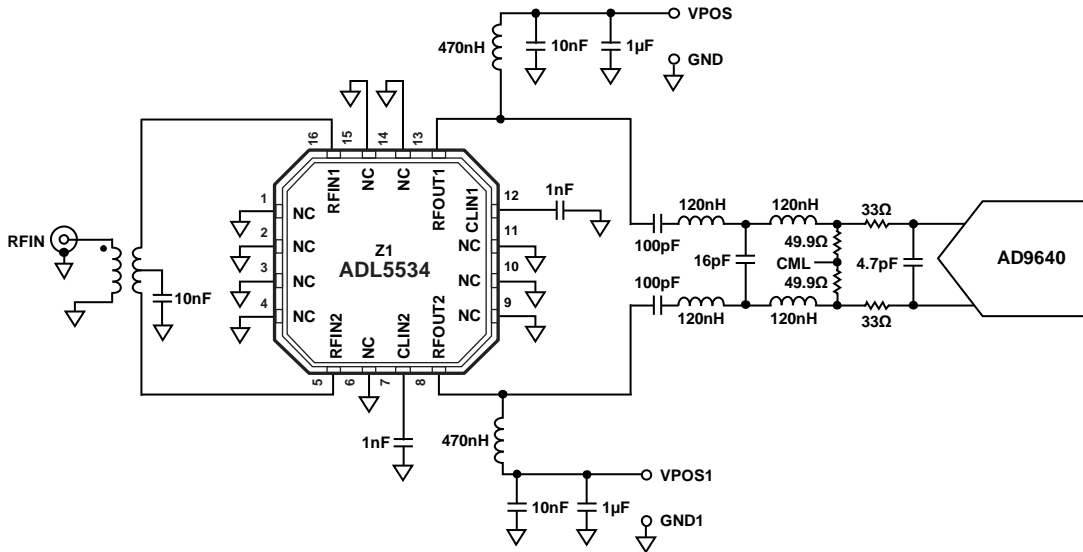 VPOS
470nH
10nF
1µF
GND
16
15
14
13
RFIN1
NC
NC
RFOUT1
CLIN1
12
1nF
1
NC
11
NC
2
NC
10
NC
3
NC
9
NC
4
NC
Z1
ADL5534
RFIN
10nF
RFIN2
NC
CLIN2
RFOUT2
5
6
7
8
1nF
120nH
120nH
33Ω
100pF
49.9Ω
16pF
CML
4.7pF
AD9640
100pF
49.9Ω
120nH
120nH
33Ω
470nH
VPOS1
10nF
1µF
GND1